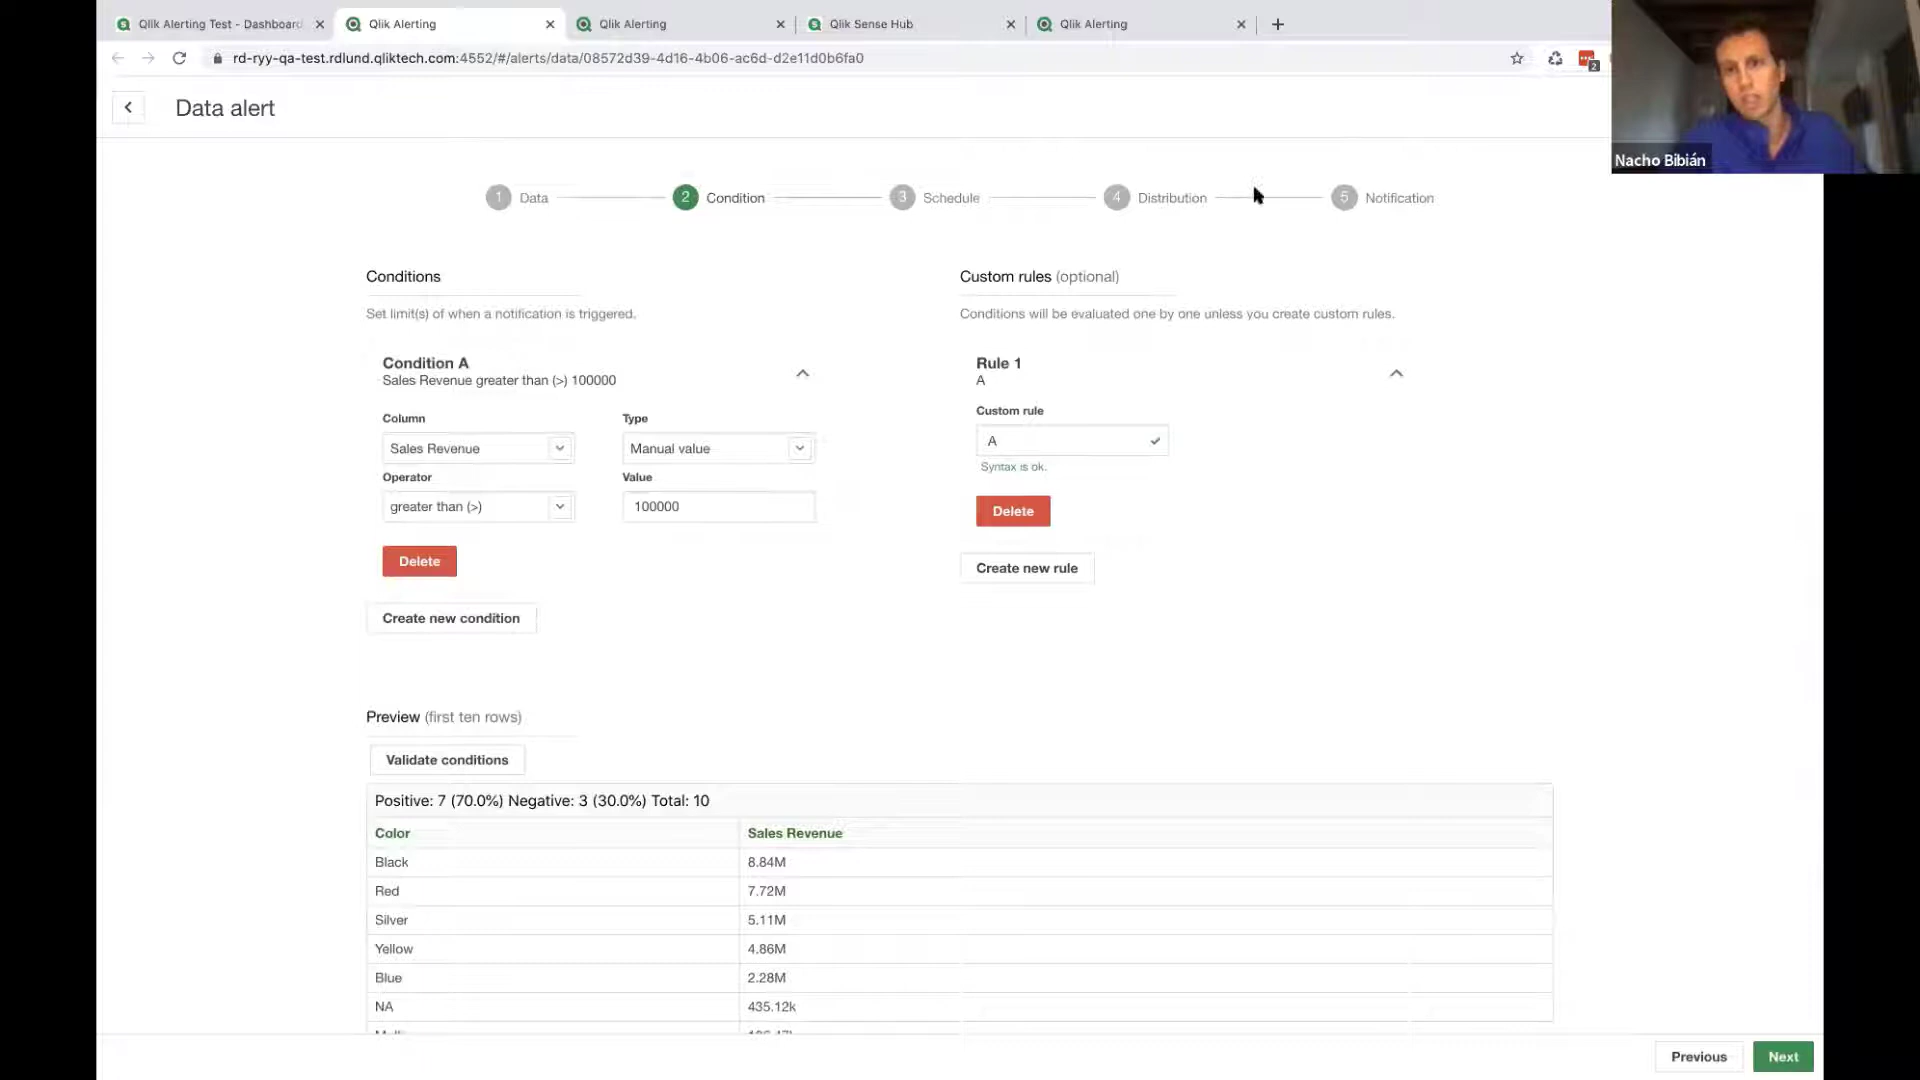 Qlik Alerting Test - Dashboard
Qlik Alerting
Qlik Alerting
Qlik Sense Hub
Qlik Alerting
rd-ryy-qa-test.rdlund.qliktech.com:4552/#/alerts/data/08572d39-4d16-4b06-ac6d-d2e11d0b6fa0
2
Nacho Bibián
Data alert
1 Data
2 Condition
3 Schedule
4 Distribution
5 Notification
Conditions
Set limit(s) of when a notification is triggered.
Condition A
Sales Revenue greater than (>) 100000
Column
Type
Sales Revenue
Manual value
Operator
Value
greater than (>)
100000
Delete
Create new condition
Custom rules (optional)
Conditions will be evaluated one by one unless you create custom rules.
Rule 1
A
Custom rule
A
Syntax is ok.
Delete
Create new rule
Preview (first ten rows)
Validate conditions
Positive: 7 (70.0%) Negative: 3 (30.0%) Total: 10
Color Sales Revenue
Black 8.84M
Red 7.72M
Silver 5.11M
Yellow 4.86M
Blue 2.28M
NA 435.12k
Previous
Next